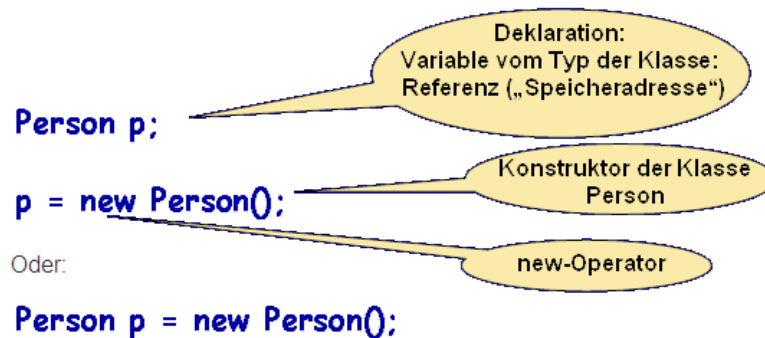 Deklaration:
Variable vom Typ der Klasse:
Referenz („Speicheradresse“)
Person p;
Konstruktor der Klasse
Person
p = new Person();
new-Operator
Oder:
Person p = new Person();